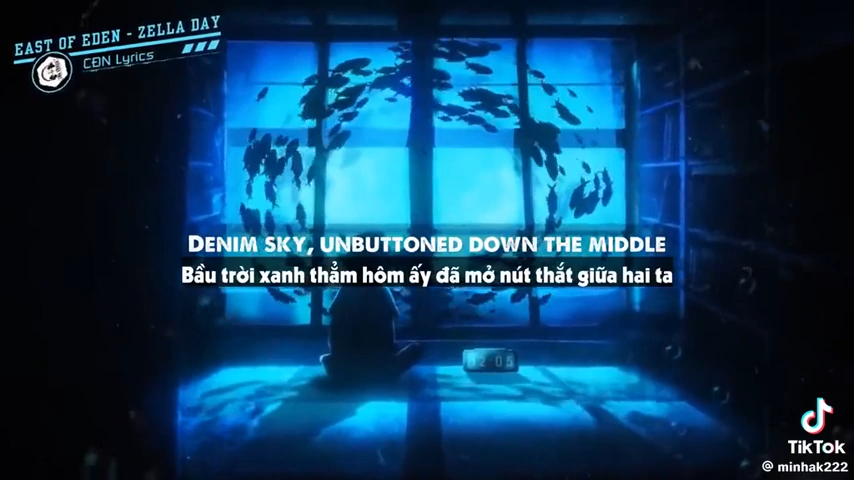 EAST OF EDEN - ZELLA DAY
CĐN Lyrics
DENIM SKY, UNBUTTONED DOWN THE MIDDLE
Bầu trời xanh thẳm hôm ấy đã mở nút thắt giữa hai ta
02:05
TikTok
@ minhak222